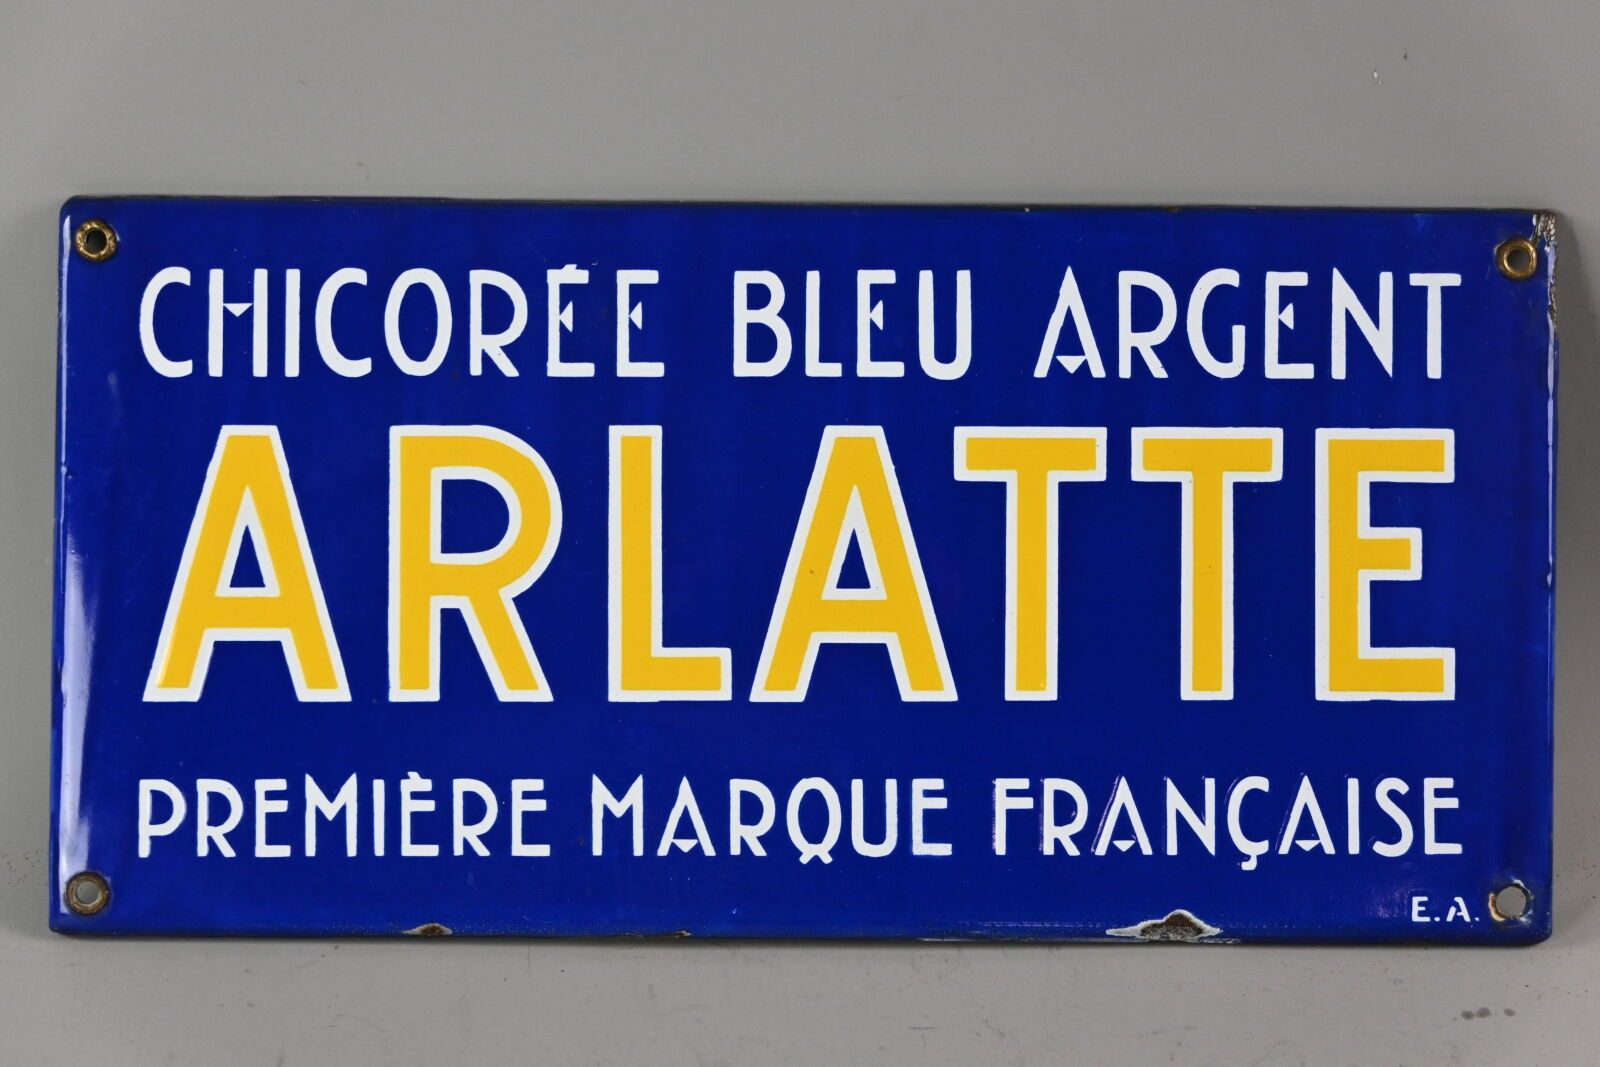 CHICORÉE BLEU ARGENT
ARLATTE
PREMIÈRE MARQUE FRANÇAISE
E.A.